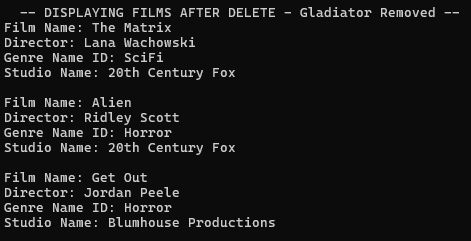 -- DISPLAYING FILMS AFTER DELETE - Gladiator Removed --
Film Name: The Matrix
Director: Lana Wachowski
Genre Name ID: SciFi
Studio Name: 20th Century Fox

Film Name: Alien
Director: Ridley Scott
Genre Name ID: Horror
Studio Name: 20th Century Fox

Film Name: Get Out
Director: Jordan Peele
Genre Name ID: Horror
Studio Name: Blumhouse Productions